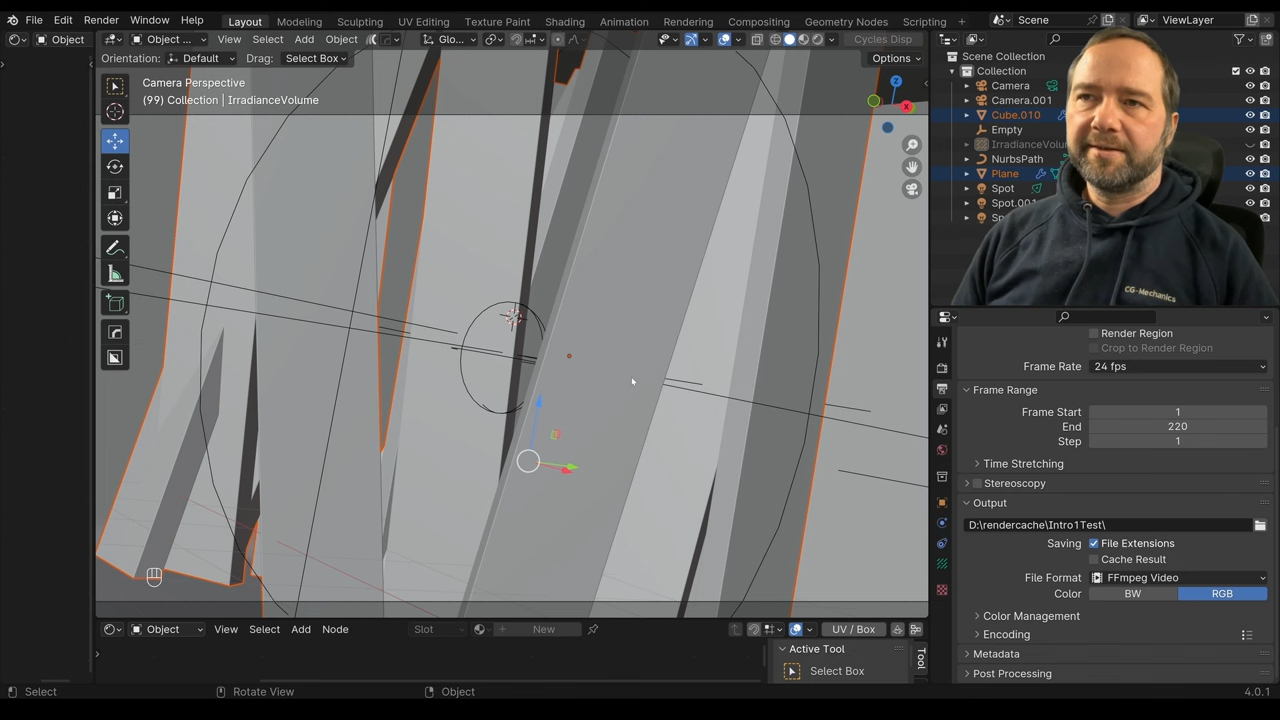 File Edit Render Window Help Layout Modeling Sculpting UV Editing Texture Paint Shading Animation Rendering Compositing Geometry Nodes Scripting + Scene ViewLayer
Object Object ... View Select Add Object Glo... Cycles Disp
Orientation: Default Drag: Select Box Options
Camera Perspective
(99) Collection | IrradianceVolume
Z
X
Scene Collection
Collection
Camera
Camera.001
Cube.010
Empty
IrradianceVolu
NurbsPath
Plane
Spot
Spot.001
Sp
CG-Mechanics
Render Region
Crop to Render Region
Frame Rate 24 fps
Frame Range
Frame Start 1
End 220
Step 1
Time Stretching
Stereoscopy
Output
D:\rendercache\Intro1Test\
Saving File Extensions
Cache Result
File Format FFmpeg Video
Color BW RGB
Color Management
Encoding
Metadata
Post Processing
Object View Select Add Node Slot New UV / Box
Active Tool
Select Box
Tool
Select Rotate View Object 4.0.1